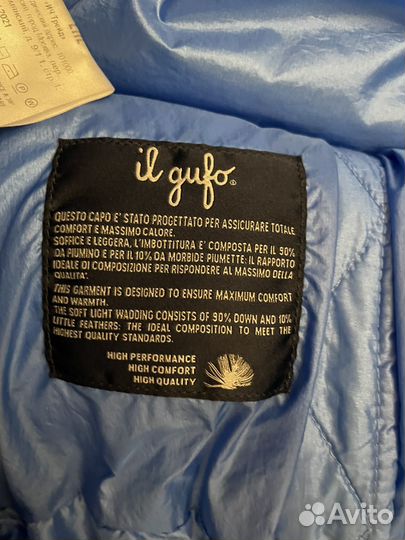 il gufo®
QUESTO CAPO E' STATO PROGETTATO PER ASSICURARE TOTALE
COMFORT E MASSIMO CALORE.
SOFFICE E LEGGERA, L'IMBOTTITURA E' COMPOSTA PER IL 90%
DA PIUMINO E PER IL 10% DA MORBIDE PIUMETTE: IL RAPPORTO
IDEALE DI COMPOSIZIONE PER RISPONDERE AL MASSIMO DELLA
QUALITA'.
THIS GARMENT IS DESIGNED TO ENSURE MAXIMUM COMFORT
AND WARMTH.
THE SOFT LIGHT WADDING CONSISTS OF 90% DOWN AND 10%
LITTLE FEATHERS: THE IDEAL COMPOSITION TO MEET THE
HIGHEST QUALITY STANDARDS.
HIGH PERFORMANCE
HIGH COMFORT
HIGH QUALITY
Avito